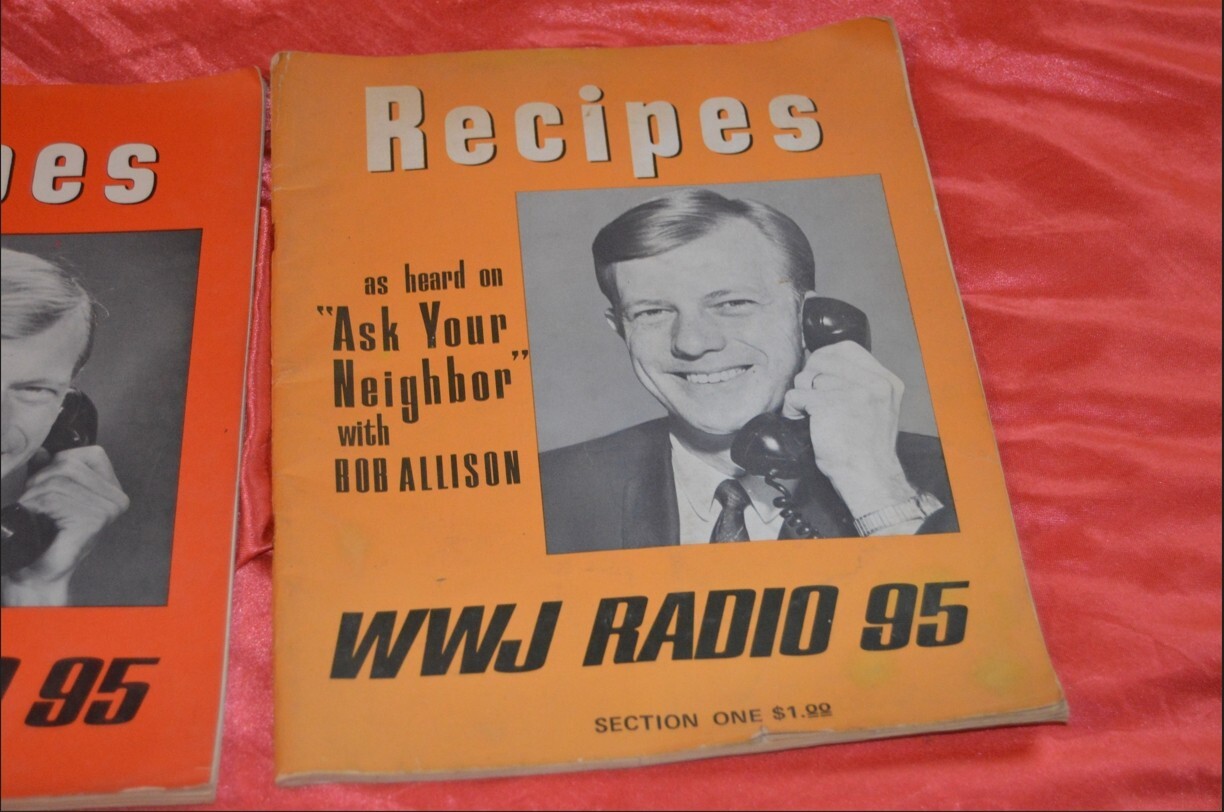 Recipes
as heard on
"Ask Your
Neighbor"
with
BOB ALLISON
WWJ RADIO 95
SECTION ONE $1.00
es
95